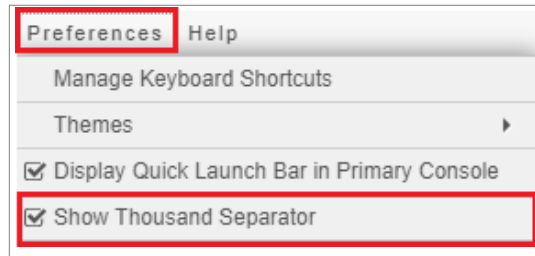 Preferences Help
Manage Keyboard Shortcuts
Themes
Display Quick Launch Bar in Primary Console
Show Thousand Separator